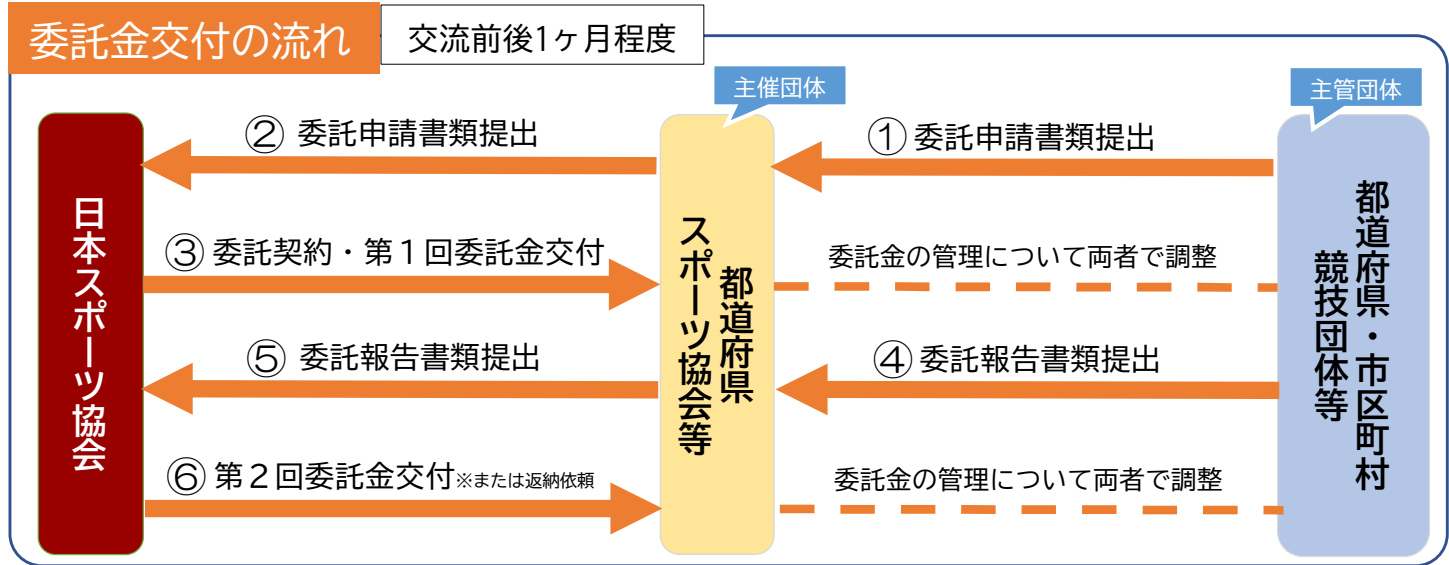 委託金交付の流れ
交流前後1ヶ月程度
主催団体
主管団体
② 委託申請書類提出
① 委託申請書類提出
③ 委託契約・第1回委託金交付
委託金の管理について両者で調整
⑤ 委託報告書類提出
④ 委託報告書類提出
⑥ 第2回委託金交付※または返納依頼
委託金の管理について両者で調整
日本スポーツ協会
都道府県
スポーツ協会等
都道府県・市区町村
競技団体等